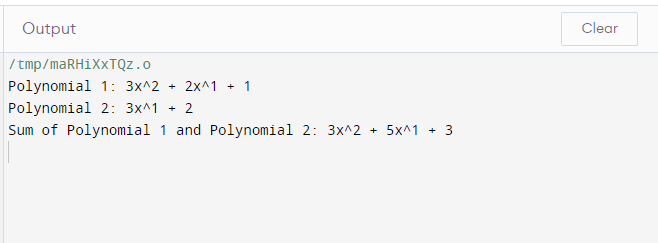 Output
Clear
/tmp/maRHiXxTQz.o
Polynomial 1: 3x^2 + 2x^1 + 1
Polynomial 2: 3x^1 + 2
Sum of Polynomial 1 and Polynomial 2: 3x^2 + 5x^1 + 3